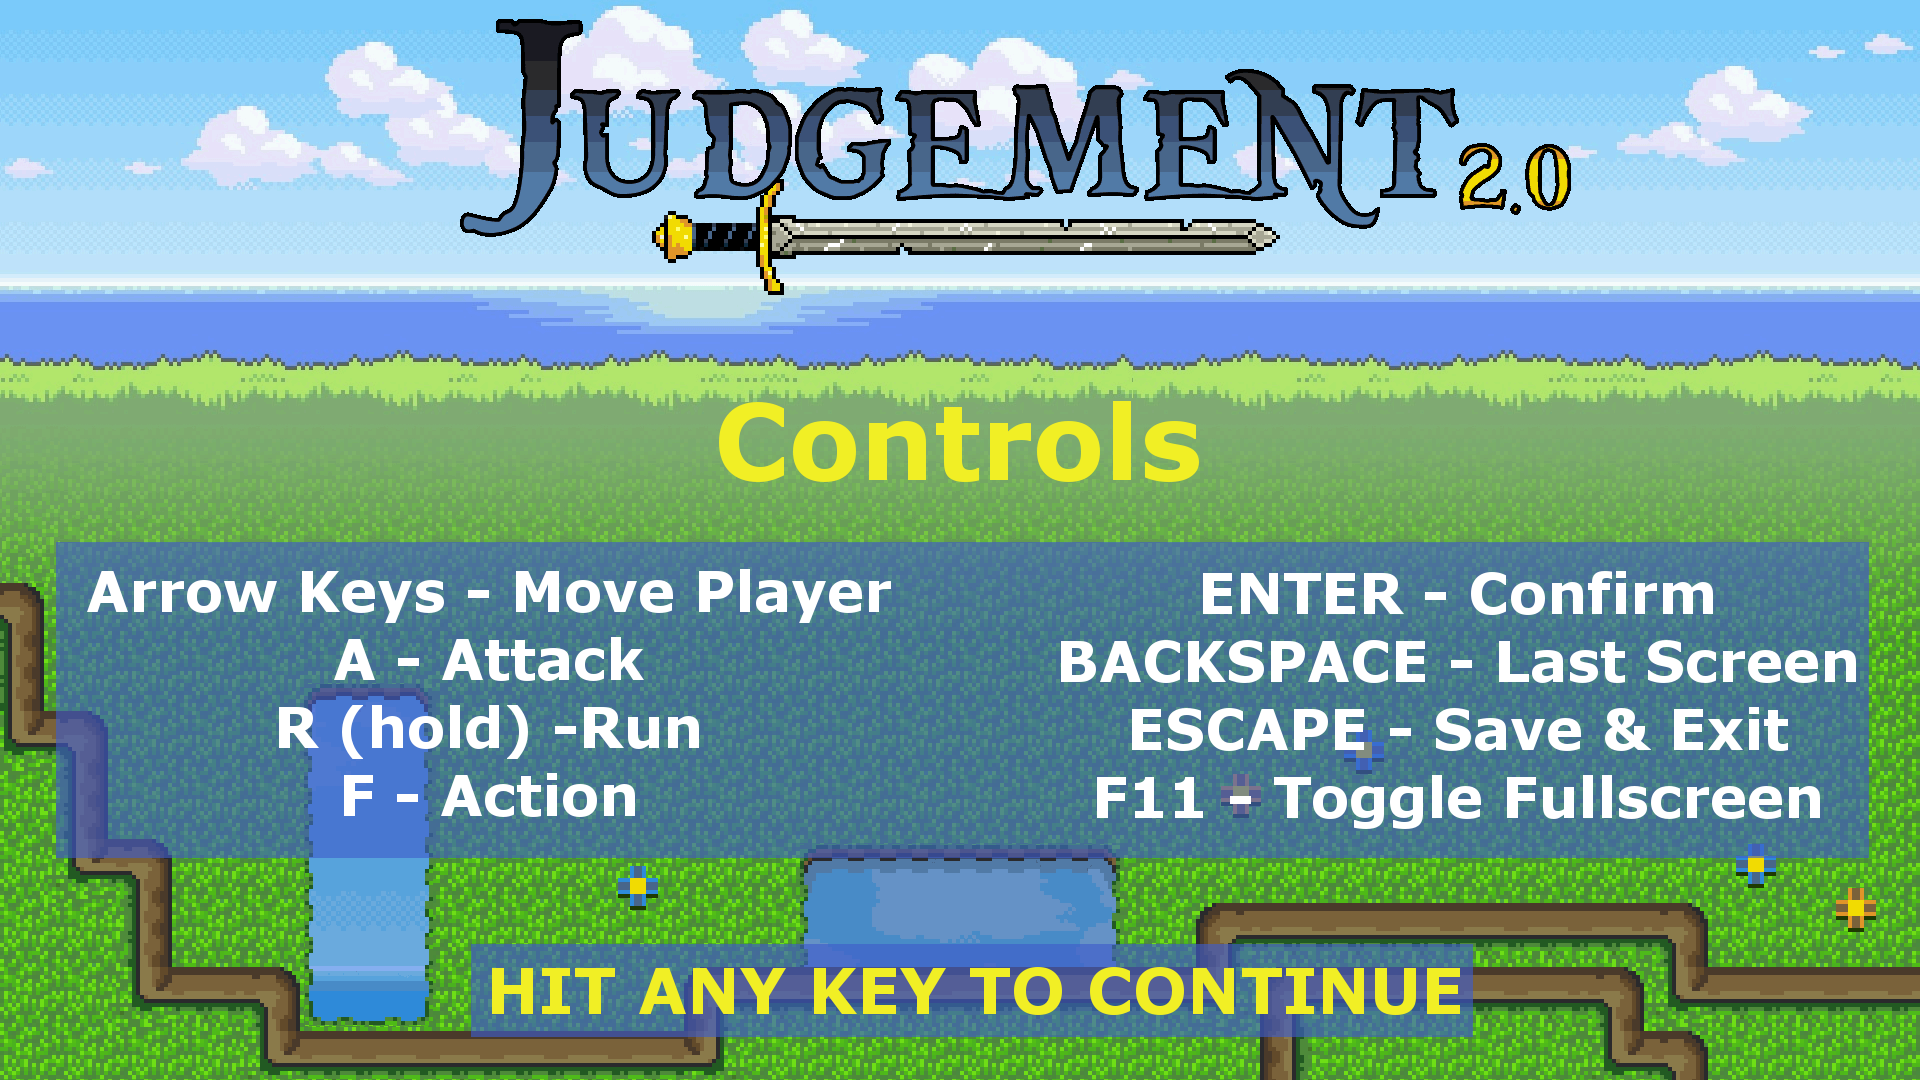 JUDGEMENT 2.0
Controls
Arrow Keys - Move Player
A - Attack
R (hold) -Run
F - Action
ENTER - Confirm
BACKSPACE - Last Screen
ESCAPE - Save & Exit
F11 - Toggle Fullscreen
HIT ANY KEY TO CONTINUE